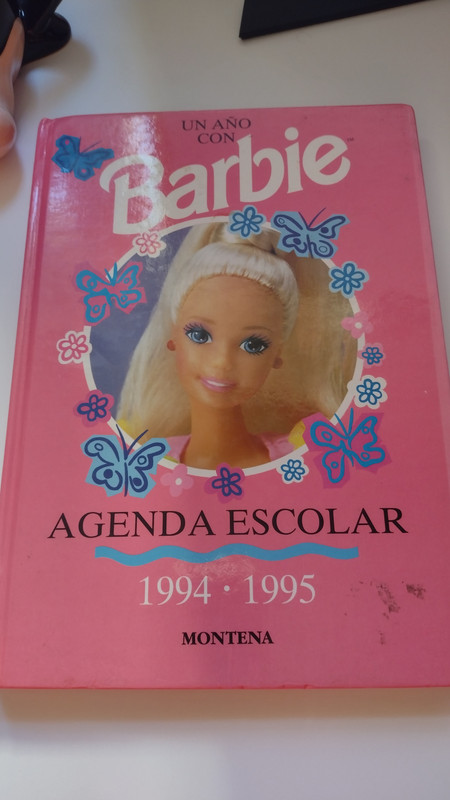 UN AÑO
CON
Barbie
AGENDA ESCOLAR
1994 · 1995
MONTENA